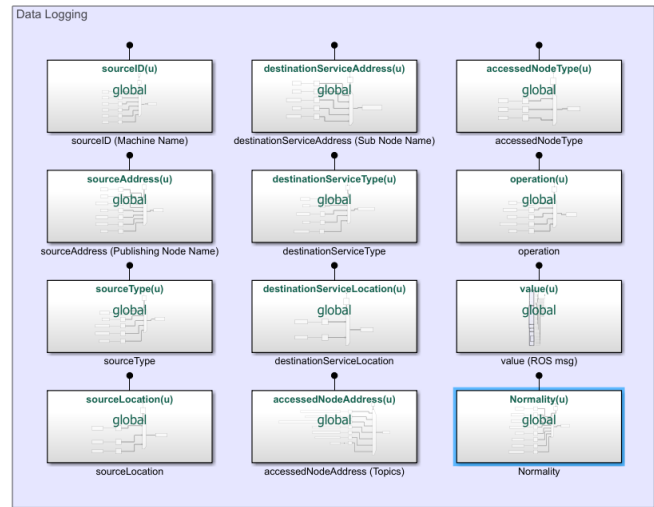 Data Logging
sourceID(u)
global
sourceID (Machine Name)
destinationServiceAddress(u)
global
destinationServiceAddress (Sub Node Name)
accessedNodeType(u)
global
accessedNodeType
sourceAddress(u)
global
sourceAddress (Publishing Node Name)
destinationServiceType(u)
global
destinationServiceType
operation(u)
global
operation
sourceType(u)
global
sourceType
destinationServiceLocation(u)
global
destinationServiceLocation
value(u)
global
value (ROS msg)
sourceLocation(u)
global
sourceLocation
accessedNodeAddress(u)
global
accessedNodeAddress (Topics)
Normality(u)
global
Normality